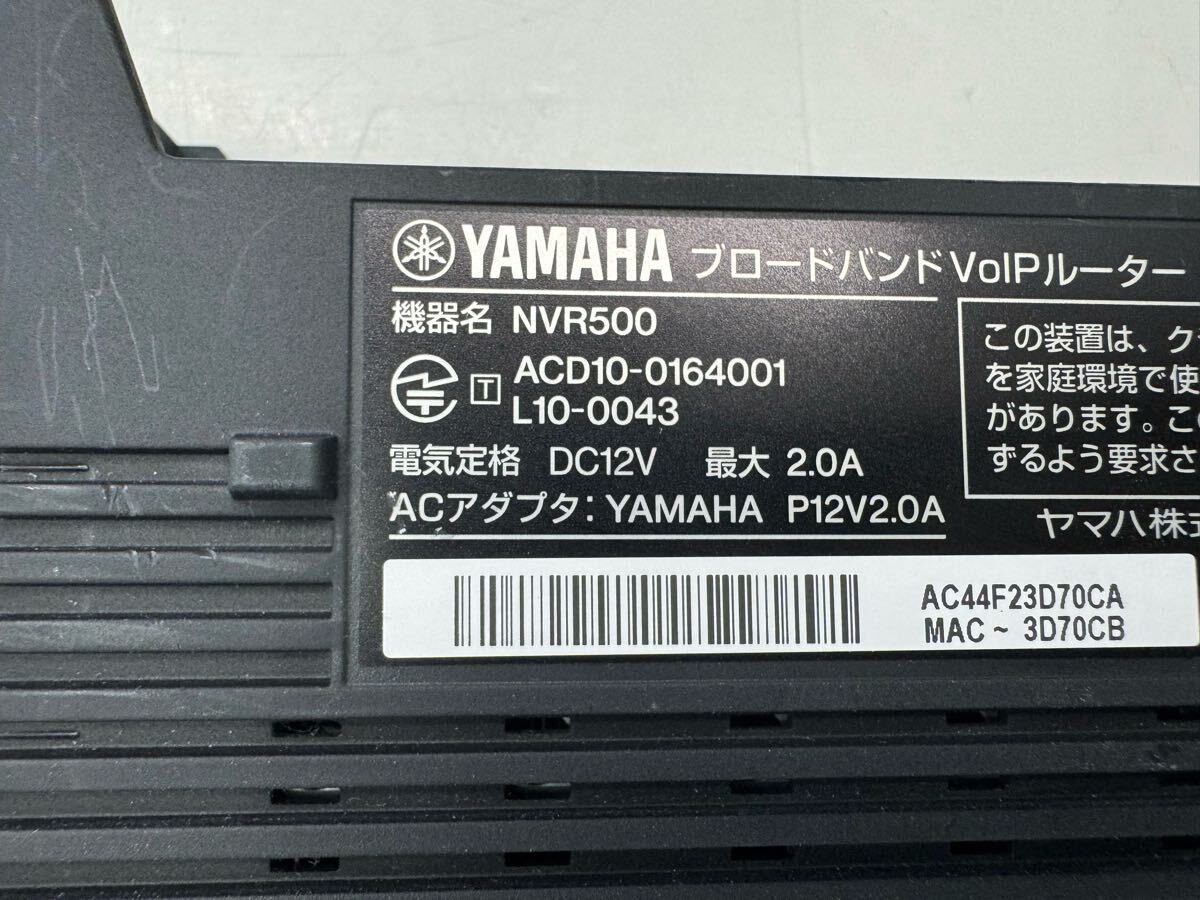 YAMAHA ブロードバンドVoIPルーター
機器名 NVR500
T ACD10-0164001
L10-0043
電気定格 DC12V 最大 2.0A
ACアダプタ: YAMAHA P12V2.0A
この装置は、ク
を家庭環境で使
があります。こ
ずるよう要求さ
ヤマハ株
AC44F23D70CA
MAC ~ 3D70CB